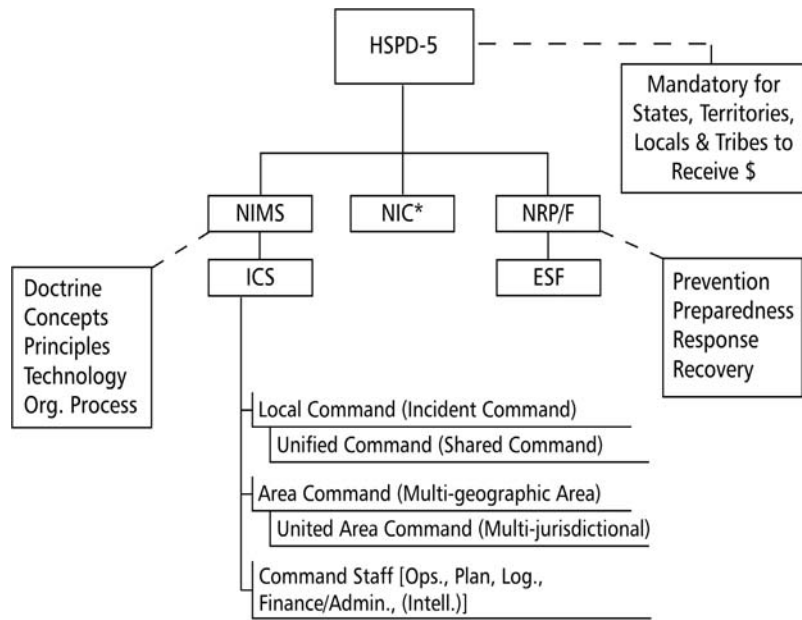 HSPD-5
Mandatory for
States, Territories,
Locals & Tribes to
Receive $
NIMS
NIC*
NRP/F
ICS
ESF
Doctrine
Concepts
Principles
Technology
Org. Process
Prevention
Preparedness
Response
Recovery
Local Command (Incident Command)
Unified Command (Shared Command)
Area Command (Multi-geographic Area)
United Area Command (Multi-jurisdictional)
Command Staff [Ops., Plan, Log.,
Finance/Admin., (Intell.)]